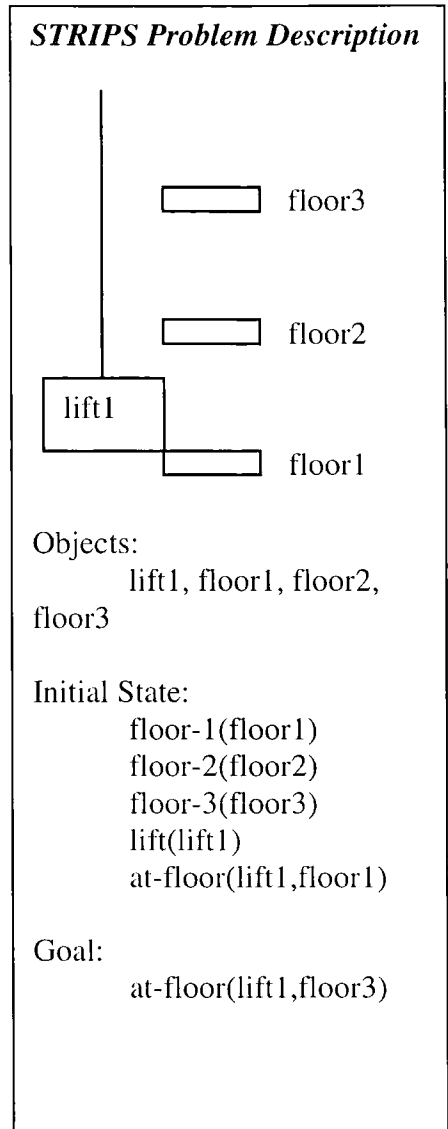 STRIPS Problem Description
floor3
floor2
lift1
floor1
Objects:
lift1, floor1, floor2,
floor3
Initial State:
floor-1(floor1)
floor-2(floor2)
floor-3(floor3)
lift(lift1)
at-floor(lift1,floor1)
Goal:
at-floor(lift1,floor3)